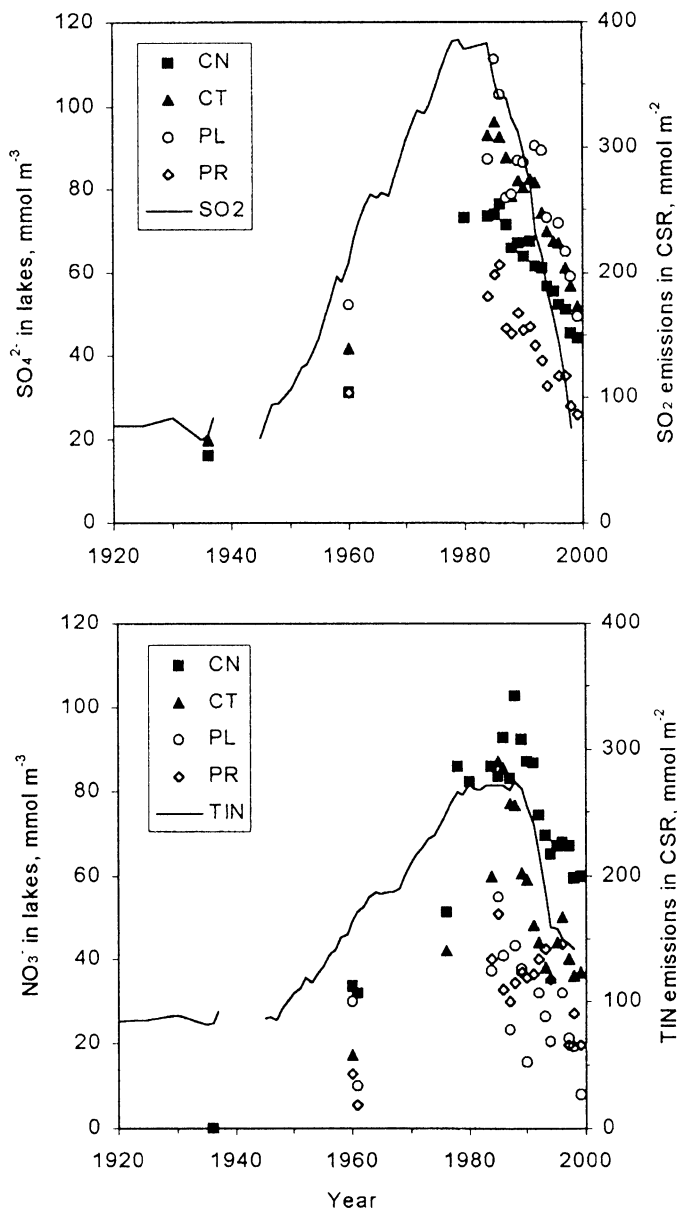 120
400
CN
CT
PL
PR
SO2
100
80
60
40
20
0
300
200
100
0
SO₄²⁻ in lakes, mmol m⁻³
SO₂ emissions in CSR, mmol m⁻²
1920 1940 1960 1980 2000
120
400
CN
CT
PL
PR
TIN
100
80
60
40
20
0
300
200
100
0
NO₃⁻ in lakes, mmol m⁻³
TIN emissions in CSR, mmol m⁻²
1920 1940 1960 1980 2000
Year